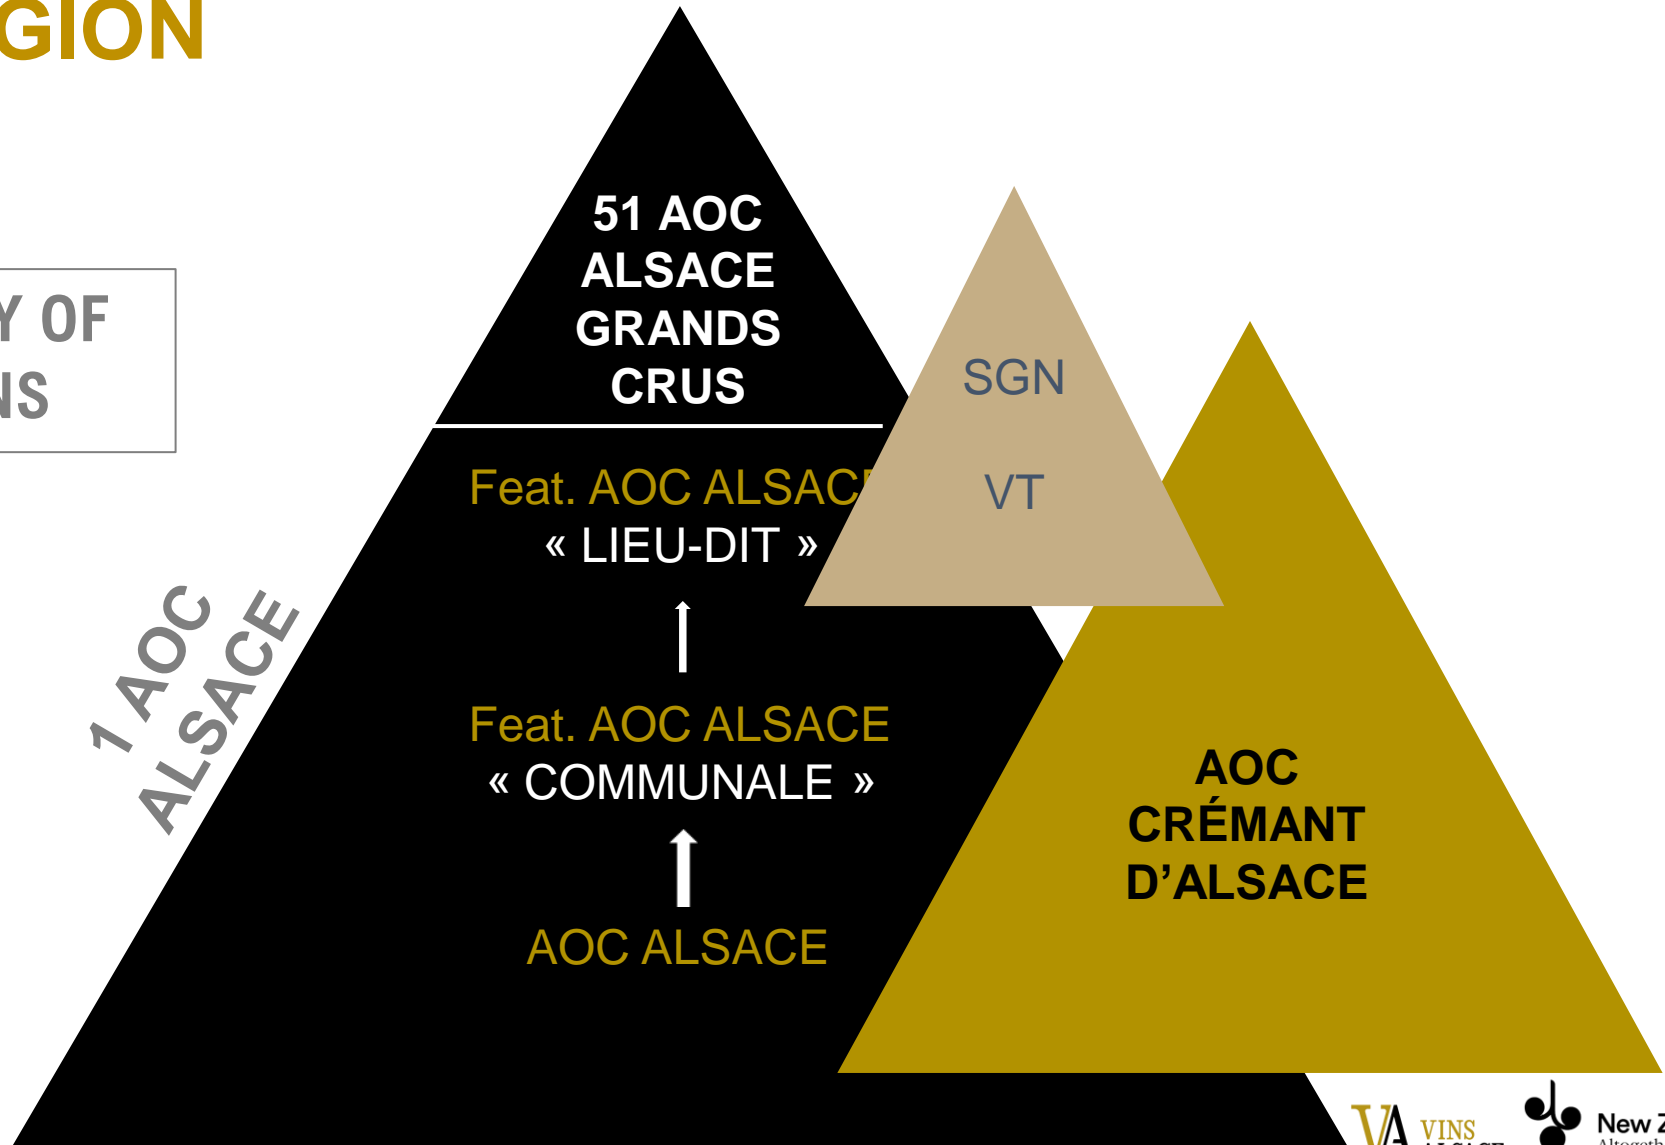 GION
Y OF
NS
51 AOC
ALSACE
GRANDS
CRUS
Feat. AOC ALSAC
« LIEU-DIT »
Feat. AOC ALSACE
« COMMUNALE »
AOC ALSACE
1 AOC
ALSACE
SGN
VT
AOC
CRÉMANT
D’ALSACE
VA VINS
New Z